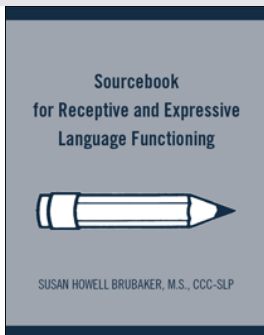 Sourcebook
for Receptive and Expressive
Language Functioning
SUSAN HOWELL BRUBAKER, M.S., CCC-SLP